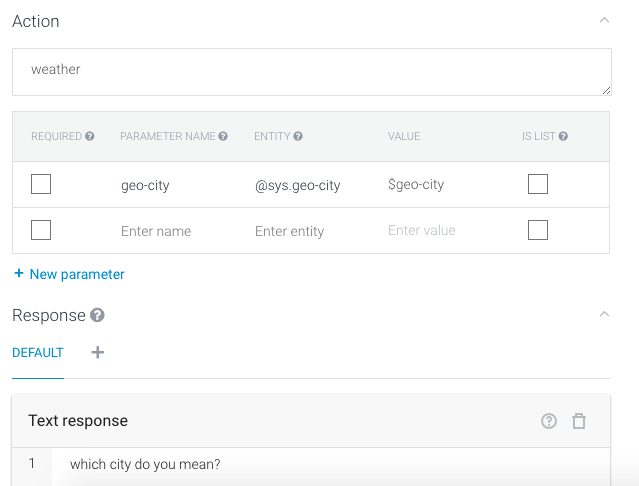 Action
weather
REQUIRED ? PARAMETER NAME ? ENTITY ? VALUE IS LIST ?
geo-city @sys.geo-city $geo-city
Enter name Enter entity Enter value
+ New parameter
Response ?
DEFAULT +
Text response ?
1 which city do you mean?